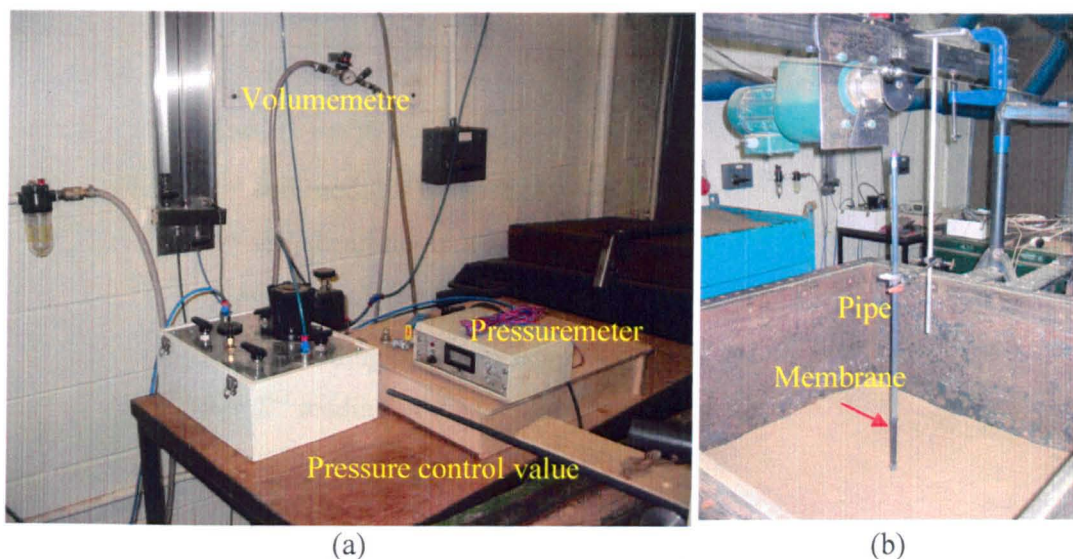 Volumemetre
Pressuremeter
Pressure control value
Pipe
Membrane
(a)
(b)